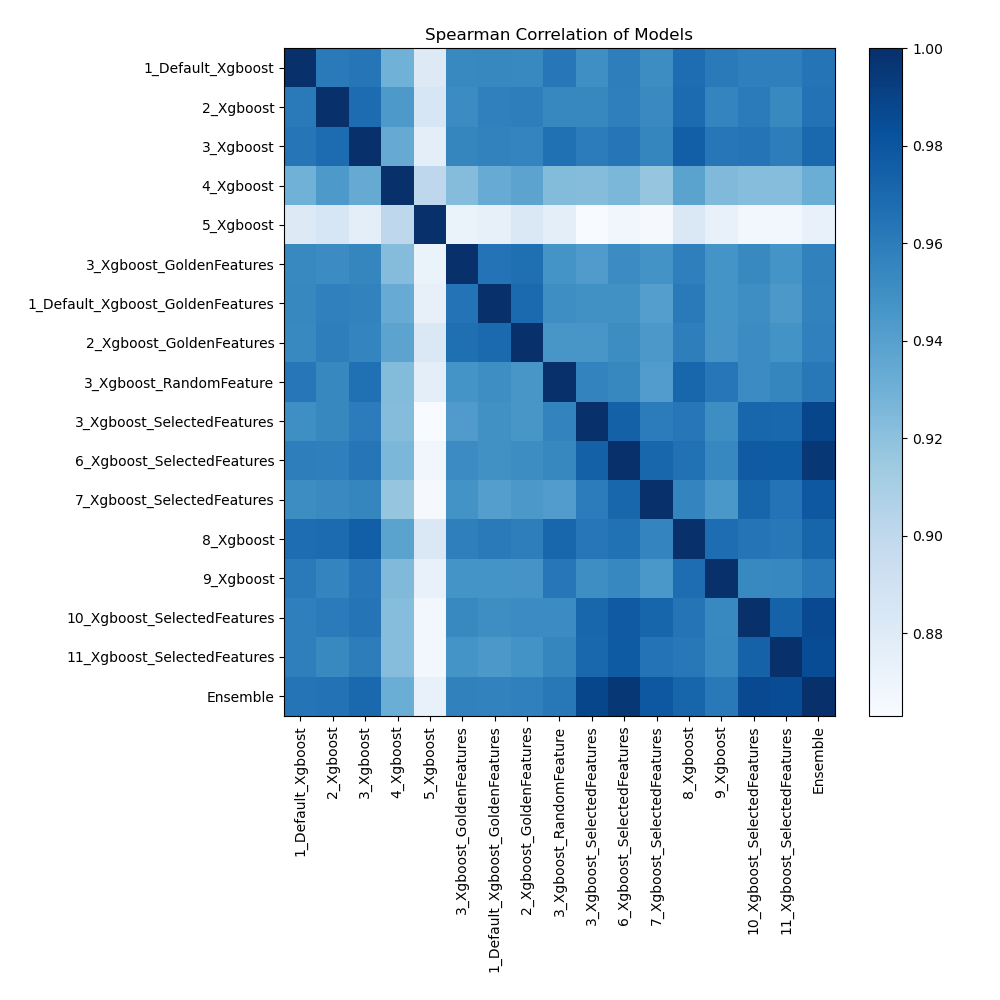 Spearman Correlation of Models
1_Default_Xgboost
2_Xgboost
3_Xgboost
4_Xgboost
5_Xgboost
3_Xgboost_GoldenFeatures
1_Default_Xgboost_GoldenFeatures
2_Xgboost_GoldenFeatures
3_Xgboost_RandomFeature
3_Xgboost_SelectedFeatures
6_Xgboost_SelectedFeatures
7_Xgboost_SelectedFeatures
8_Xgboost
9_Xgboost
10_Xgboost_SelectedFeatures
11_Xgboost_SelectedFeatures
Ensemble
1_Default_Xgboost
2_Xgboost
3_Xgboost
4_Xgboost
5_Xgboost
3_Xgboost_GoldenFeatures
1_Default_Xgboost_GoldenFeatures
2_Xgboost_GoldenFeatures
3_Xgboost_RandomFeature
3_Xgboost_SelectedFeatures
6_Xgboost_SelectedFeatures
7_Xgboost_SelectedFeatures
8_Xgboost
9_Xgboost
10_Xgboost_SelectedFeatures
11_Xgboost_SelectedFeatures
Ensemble
1.00
0.98
0.96
0.94
0.92
0.90
0.88